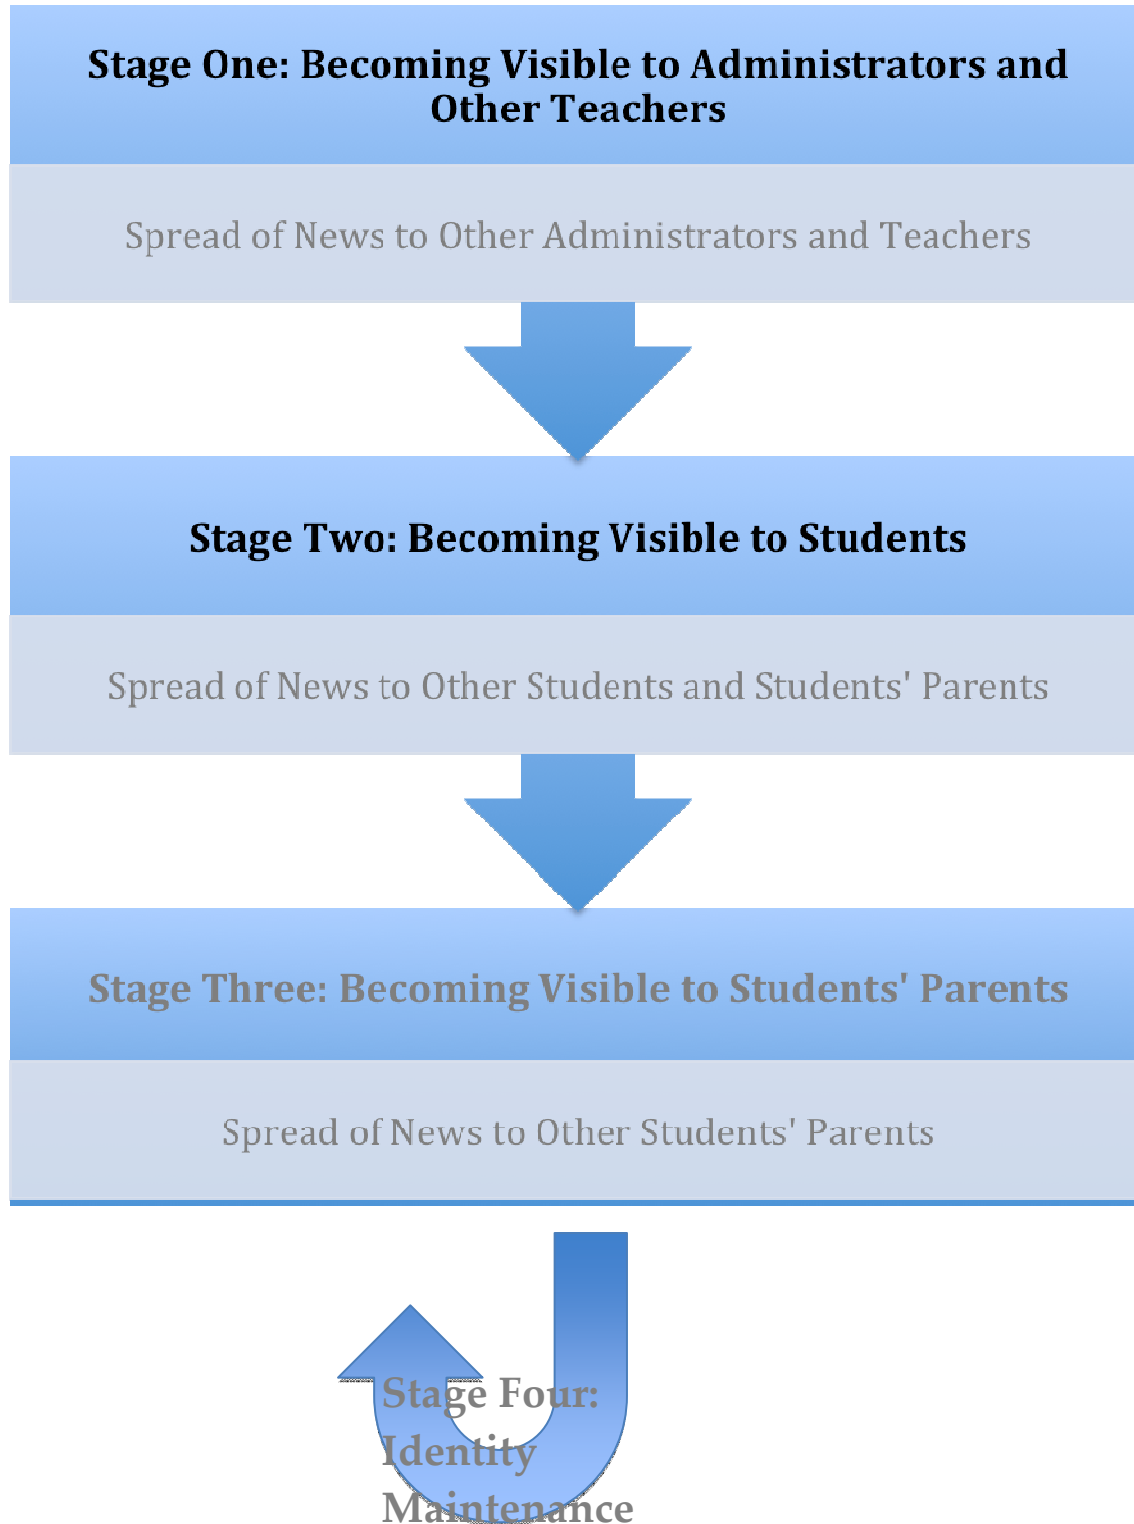 Stage One: Becoming Visible to Administrators and
Other Teachers
Spread of News to Other Administrators and Teachers
Stage Two: Becoming Visible to Students
Spread of News to Other Students and Students' Parents
Stage Three: Becoming Visible to Students' Parents
Spread of News to Other Students' Parents
Stage Four:
Identity
Maintenance